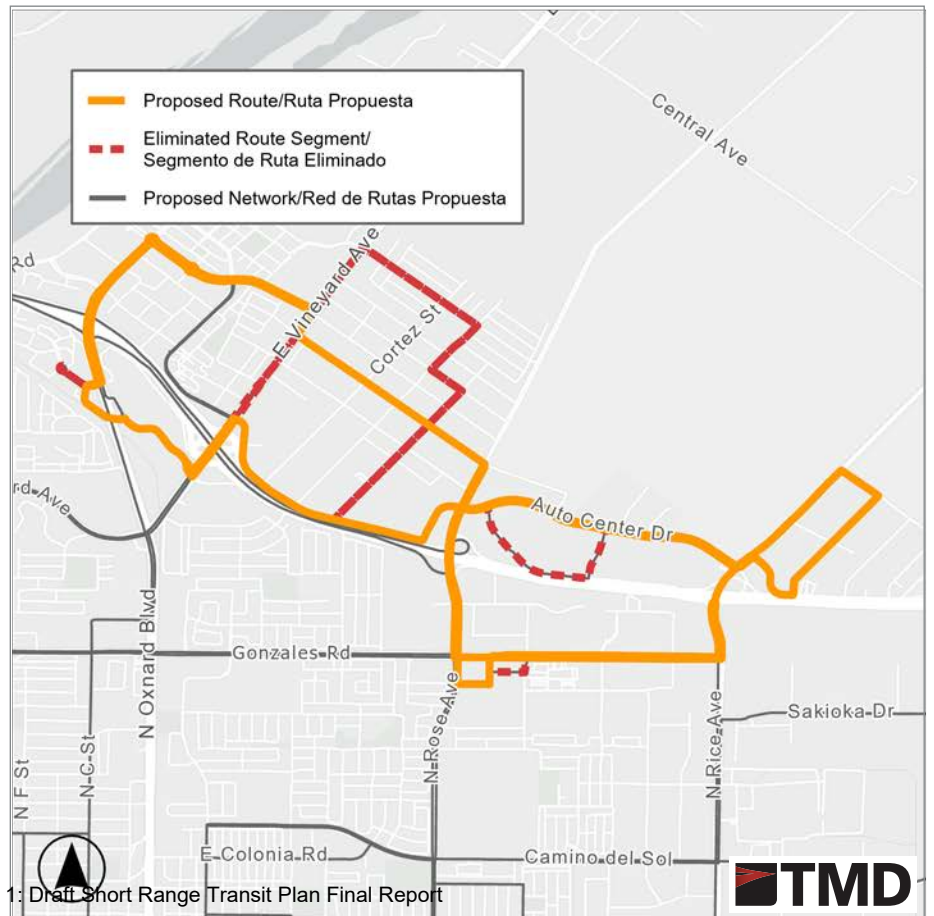 Proposed Route/Ruta Propuesta
Eliminated Route Segment/
Segmento de Ruta Eliminado
Proposed Network/Red de Rutas Propuesta
Central Ave
Rd
E Vineyard Ave
Cortez St
rd Ave
Auto Center Dr
N Oxnard Blvd
Gonzales Rd
N Rose Ave
N Rice Ave
Sakioka Dr
N F St
N C St
E Colonia Rd
Camino del Sol
1: Draft Short Range Transit Plan Final Report
TMD